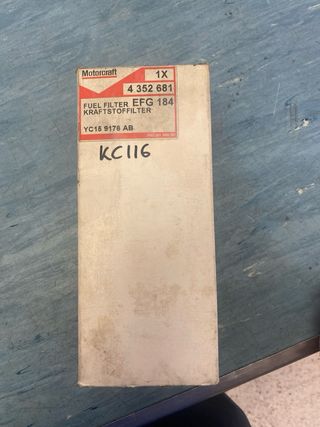 Motorcraft
1X
4 352 681
FUEL FILTER EFG 184
KRAFTSTOFFILTER
YC15 9176 AB
KC116